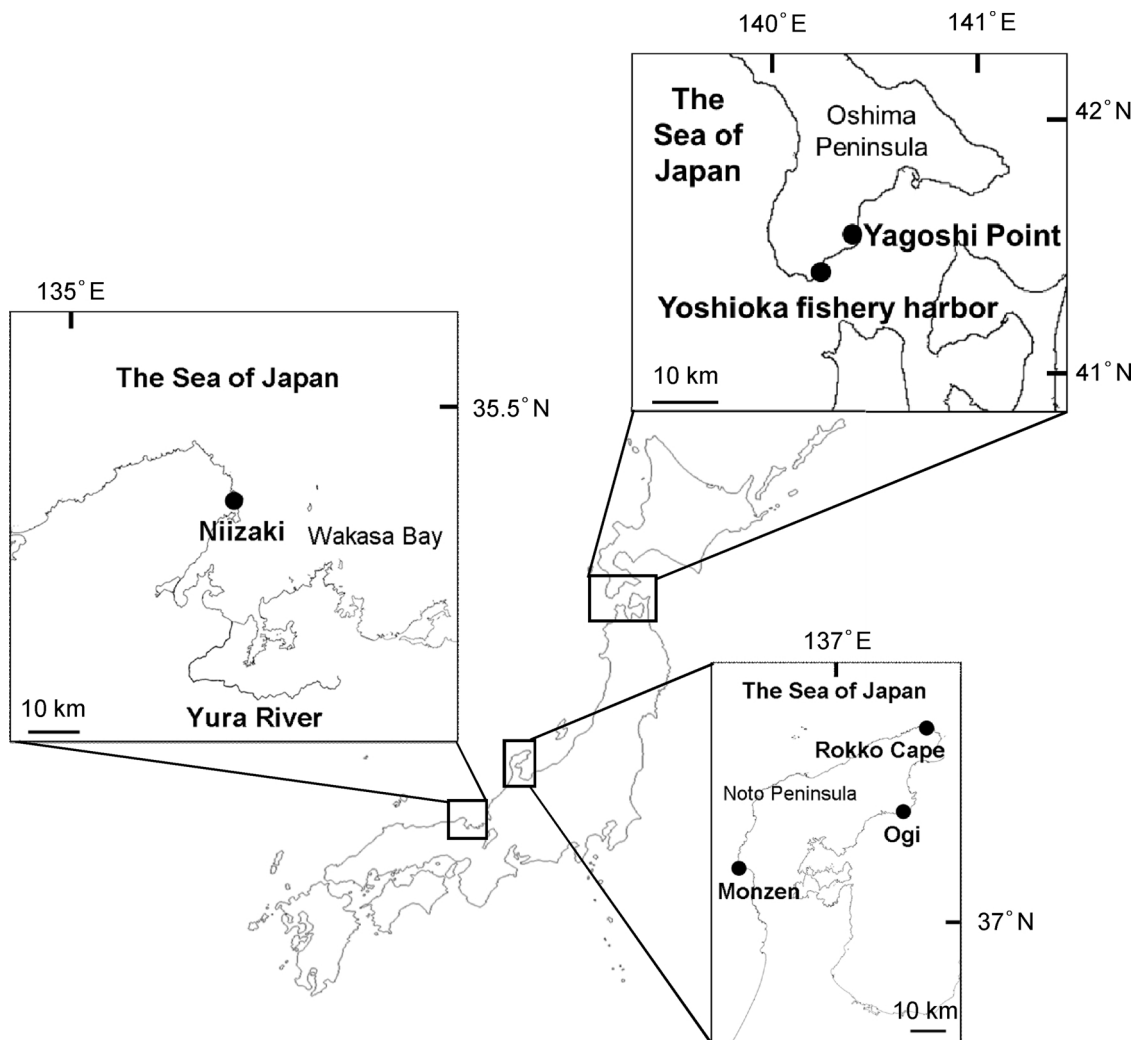 140°E
141°E
The
Sea of
Japan
Oshima
Peninsula
42°N
Yagoshi Point
Yoshioka fishery harbor
10 km
41°N
135°E
The Sea of Japan
35.5°N
Niizaki
Wakasa Bay
10 km
Yura River
137°E
The Sea of Japan
Rokko Cape
Noto Peninsula
Ogi
Monzen
37°N
10 km